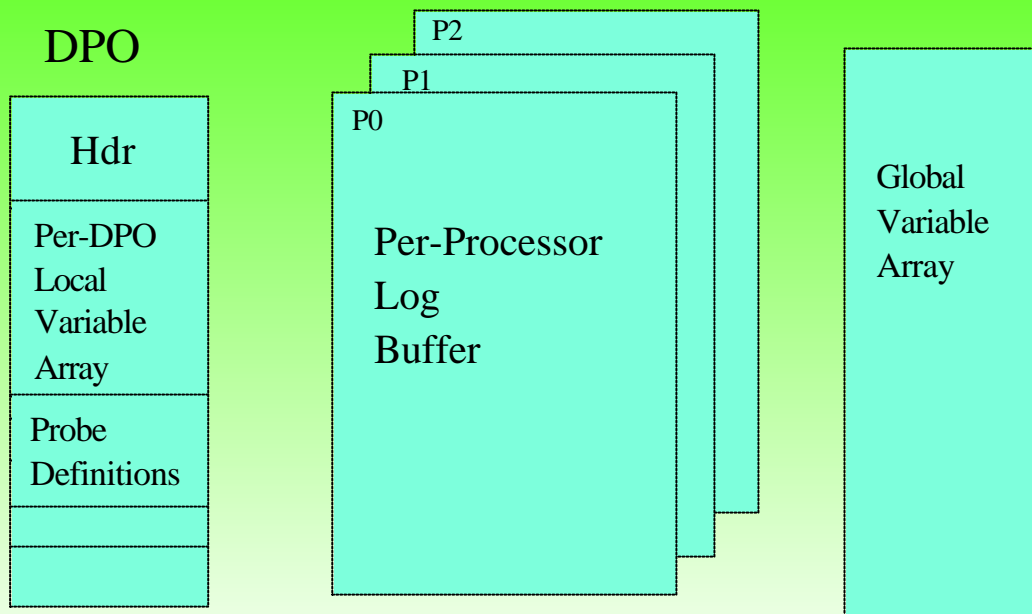 DPO
Hdr
Per-DPO
Local
Variable
Array
Probe
Definitions
P2
P1
P0
Per-Processor
Log
Buffer
Global
Variable
Array